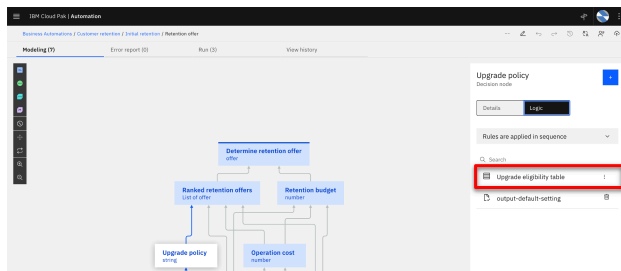 IBM Cloud Pak | Automation
Business Automations / Customer retention / Initial retention / Retention offer
Modeling (7)
Error report (0)
Run (3)
View history
Upgrade policy
Decision node
Details
Logic
Rules are applied in sequence
Search
Upgrade eligibility table
output-default-setting
Determine retention offer
offer
Ranked retention offers
List of offer
Retention budget
number
Upgrade policy
string
Operation cost
number